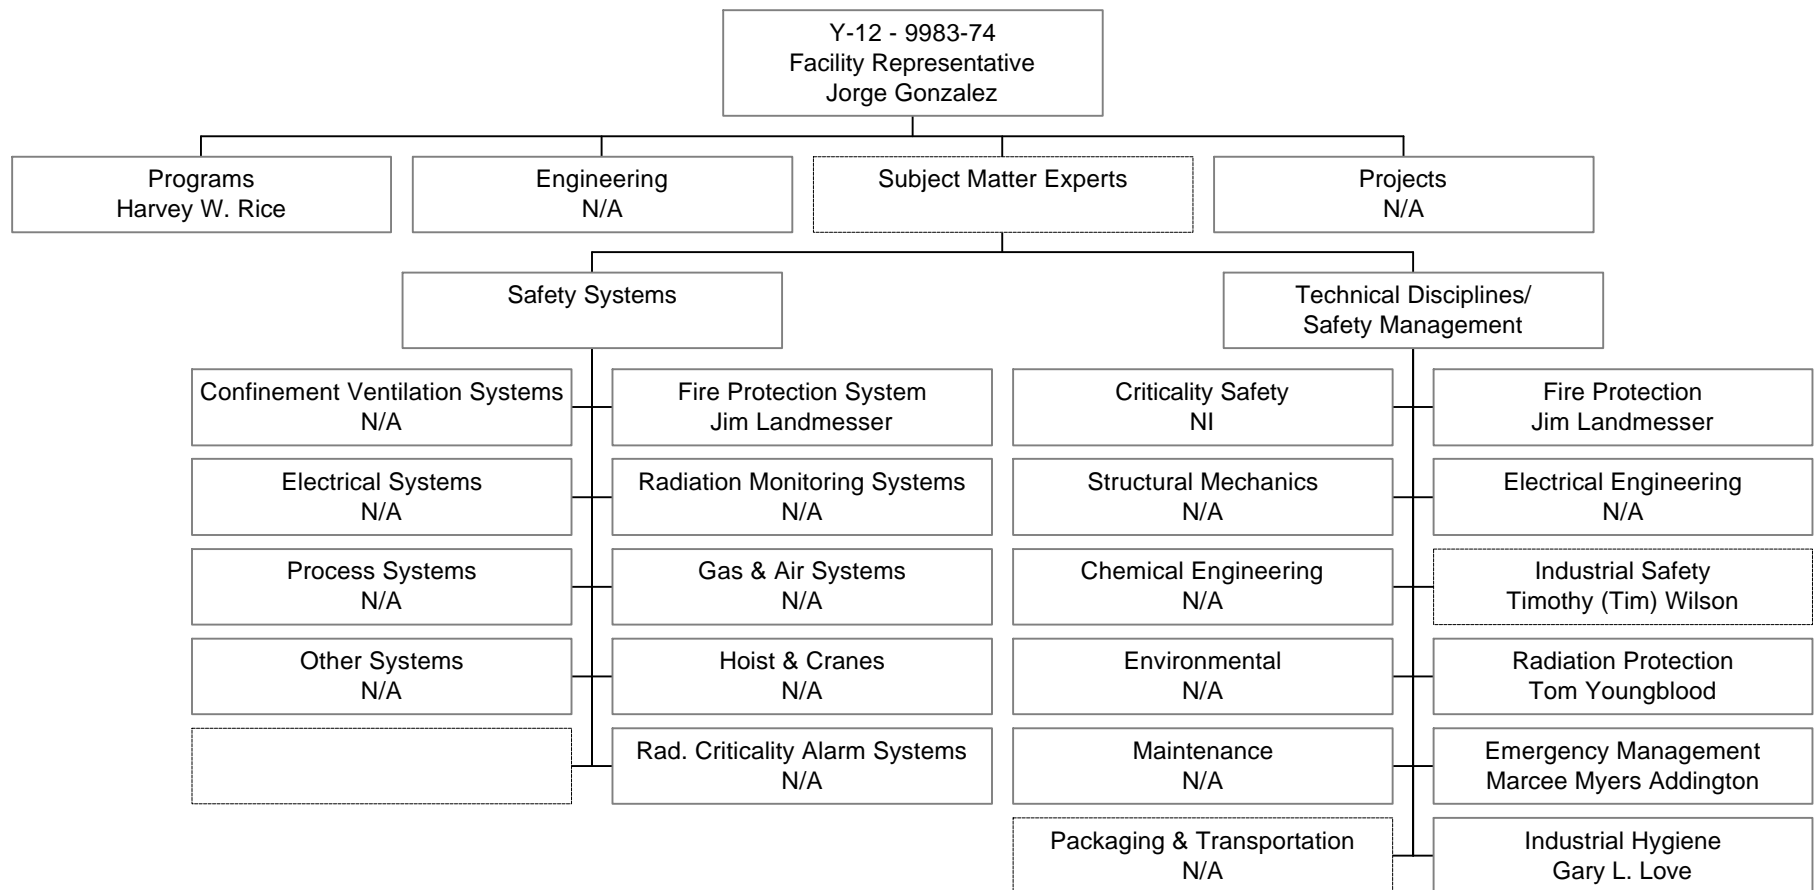 Y-12 - 9983-74
Facility Representative
Jorge Gonzalez
Programs
Harvey W. Rice
Engineering
N/A
Subject Matter Experts
Projects
N/A
Safety Systems
Technical Disciplines/
Safety Management
Confinement Ventilation Systems
N/A
Fire Protection System
Jim Landmesser
Criticality Safety
NI
Fire Protection
Jim Landmesser
Electrical Systems
N/A
Radiation Monitoring Systems
N/A
Structural Mechanics
N/A
Electrical Engineering
N/A
Process Systems
N/A
Gas & Air Systems
N/A
Chemical Engineering
N/A
Industrial Safety
Timothy (Tim) Wilson
Other Systems
N/A
Hoist & Cranes
N/A
Environmental
N/A
Radiation Protection
Tom Youngblood
Rad. Criticality Alarm Systems
N/A
Maintenance
N/A
Emergency Management
Marcee Myers Addington
Packaging & Transportation
N/A
Industrial Hygiene
Gary L. Love